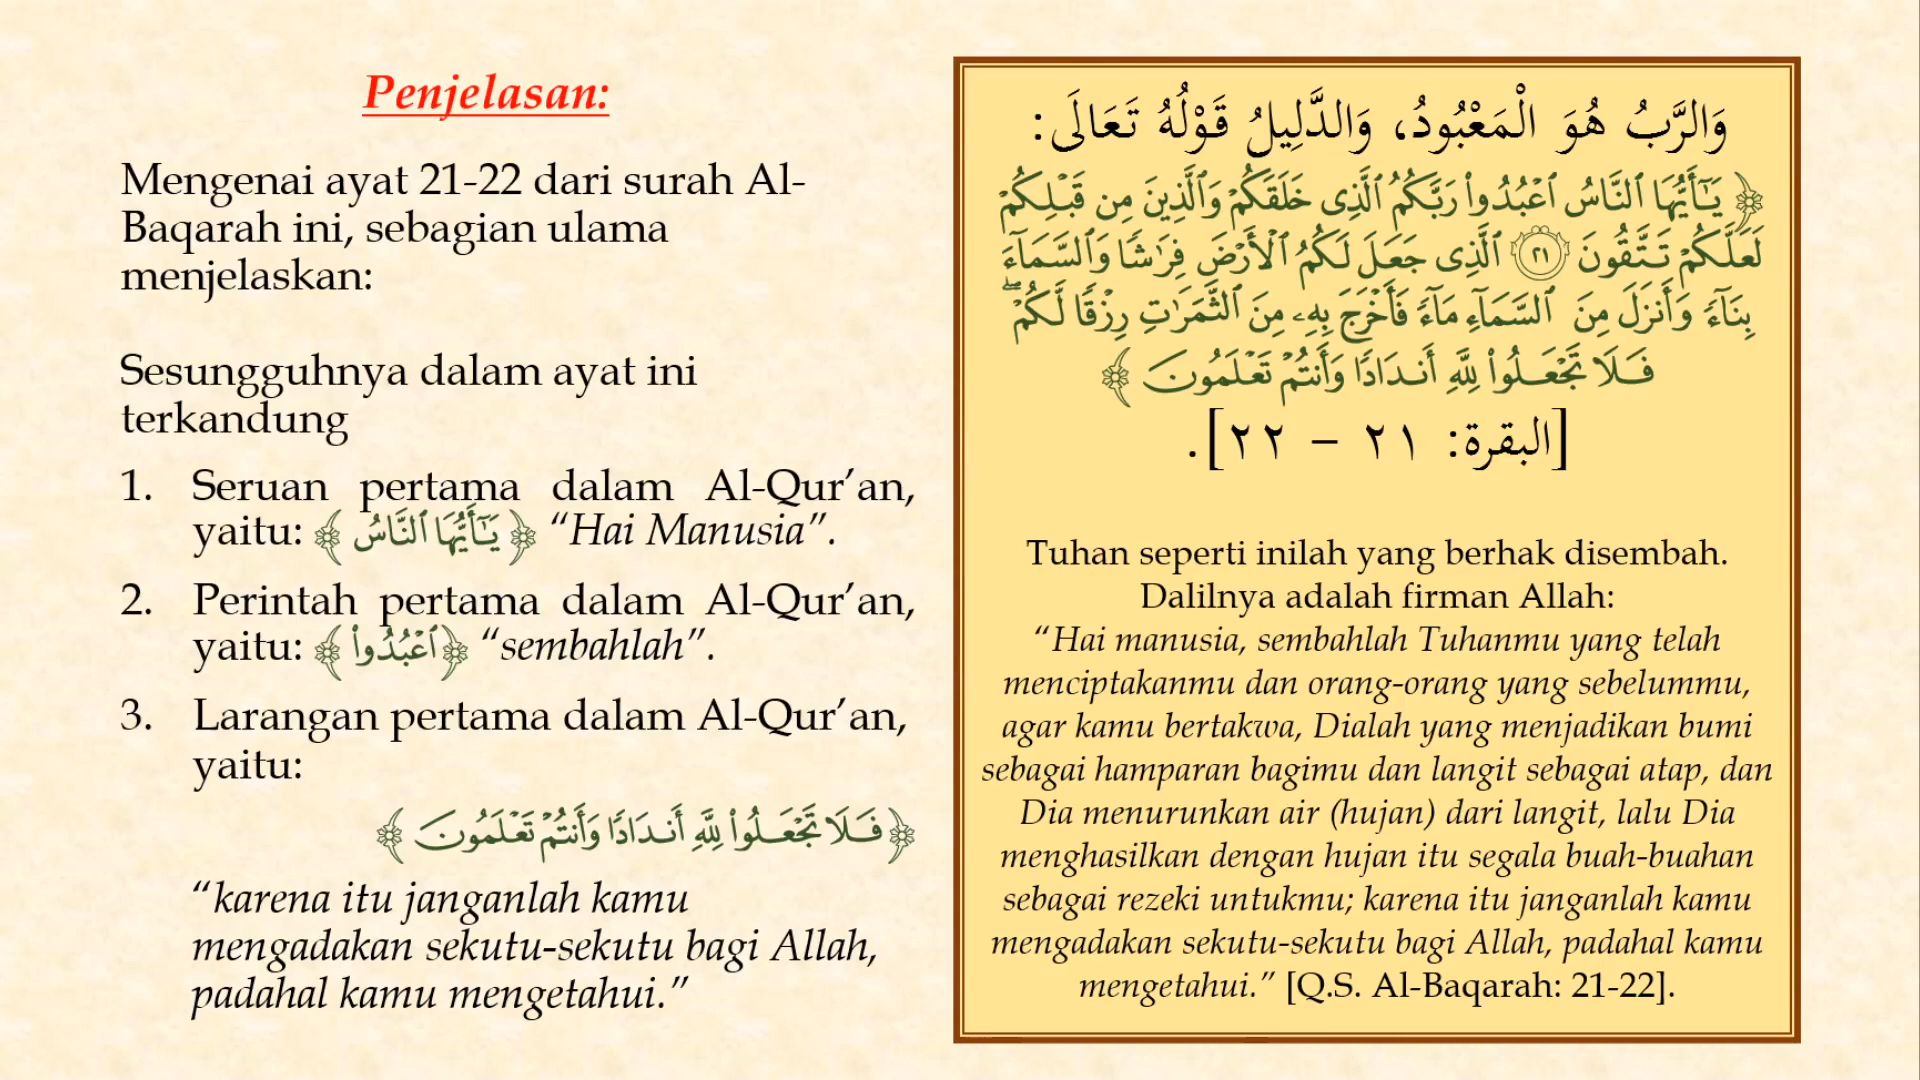 Penjelasan:
Mengenai ayat 21-22 dari surah Al-
Baqarah ini, sebagian ulama
menjelaskan:
Sesungguhnya dalam ayat ini
terkandung
1. Seruan pertama dalam Al-Qur’an,
yaitu: ﴿ يَـٰٓأَيُّهَا ٱلنَّاسُ ﴾ “Hai Manusia”.
2. Perintah pertama dalam Al-Qur’an,
yaitu: ﴿ ٱعۡبُدُواْ ﴾ “sembahlah”.
3. Larangan pertama dalam Al-Qur’an,
yaitu:
﴿ فَلَا تَجۡعَلُواْ لِلَّهِ أَندَادٗا وَأَنتُمۡ تَعۡلَمُونَ ﴾
“karena itu janganlah kamu
mengadakan sekutu-sekutu bagi Allah,
padahal kamu mengetahui.”
وَالرَّبُ هُوَ الْمَعْبُودُ، وَالدَّلِيلُ قَوْلُهُ تَعَالَى:
﴿ يَـٰٓأَيُّهَا ٱلنَّاسُ ٱعۡبُدُواْ رَبَّكُمُ ٱلَّذِى خَلَقَكُمۡ وَٱلَّذِينَ مِن قَبۡلِكُمۡ
لَعَلَّكُمۡ تَتَّقُونَ ٢١ ٱلَّذِى جَعَلَ لَكُمُ ٱلۡأَرۡضَ فِرَٰشٗا وَٱلسَّمَآءَ
بِنَآءٗ وَأَنزَلَ مِنَ ٱلسَّمَآءِ مَآءٗ فَأَخۡرَجَ بِهِۦ مِنَ ٱلثَّمَرَٰتِ رِزۡقٗا لَّكُمۡۖ
فَلَا تَجۡعَلُواْ لِلَّهِ أَندَادٗا وَأَنتُمۡ تَعۡلَمُونَ ﴾
[البقرة: ٢١ – ٢٢].
Tuhan seperti inilah yang berhak disembah.
Dalilnya adalah firman Allah:
“Hai manusia, sembahlah Tuhanmu yang telah
menciptakanmu dan orang-orang yang sebelummu,
agar kamu bertakwa, Dialah yang menjadikan bumi
sebagai hamparan bagimu dan langit sebagai atap, dan
Dia menurunkan air (hujan) dari langit, lalu Dia
menghasilkan dengan hujan itu segala buah-buahan
sebagai rezeki untukmu; karena itu janganlah kamu
mengadakan sekutu-sekutu bagi Allah, padahal kamu
mengetahui.” [Q.S. Al-Baqarah: 21-22].